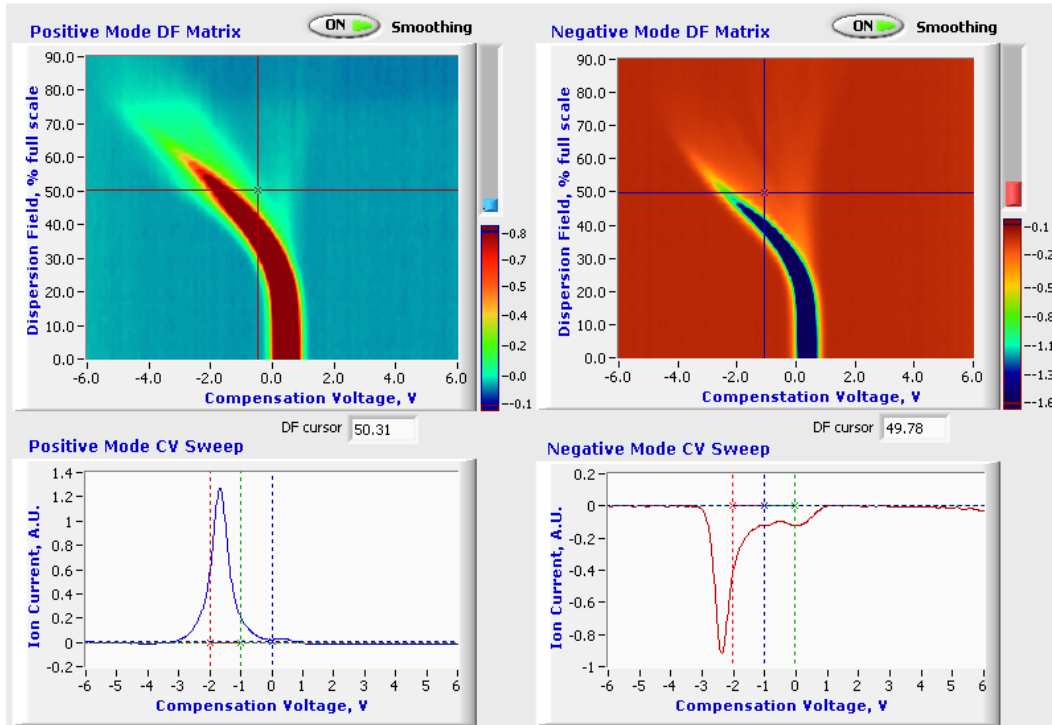 Positive Mode DF Matrix
ON
Smoothing
Dispersion Field, % full scale
90.0
80.0
70.0
60.0
50.0
40.0
30.0
20.0
10.0
0.0
-6.0 -4.0 -2.0 0.0 2.0 4.0 6.0
Compensation Voltage, V
-0.8
-0.7
-0.5
-0.4
-0.2
-0.0
-0.1
DF cursor 50.31
Negative Mode DF Matrix
ON
Smoothing
Dispersion Field, % full scale
90.0
80.0
70.0
60.0
50.0
40.0
30.0
20.0
10.0
0.0
-6.0 -4.0 -2.0 0.0 2.0 4.0 6.0
Compenstation Voltage, V
-0.1
-0.4
-0.6
-0.8
-1.1
-1.3
-1.6
DF cursor 49.78
Positive Mode CV Sweep
Ion Current, A.U.
1.4
1.2
1
0.8
0.6
0.4
0.2
0
-0.2
-6 -5 -4 -3 -2 -1 0 1 2 3 4 5 6
Compensation Voltage, V
Negative Mode CV Sweep
Ion Current, A.U.
0.2
0
-0.2
-0.4
-0.6
-0.8
-1
-6 -5 -4 -3 -2 -1 0 1 2 3 4 5 6
Compensation Voltage, V